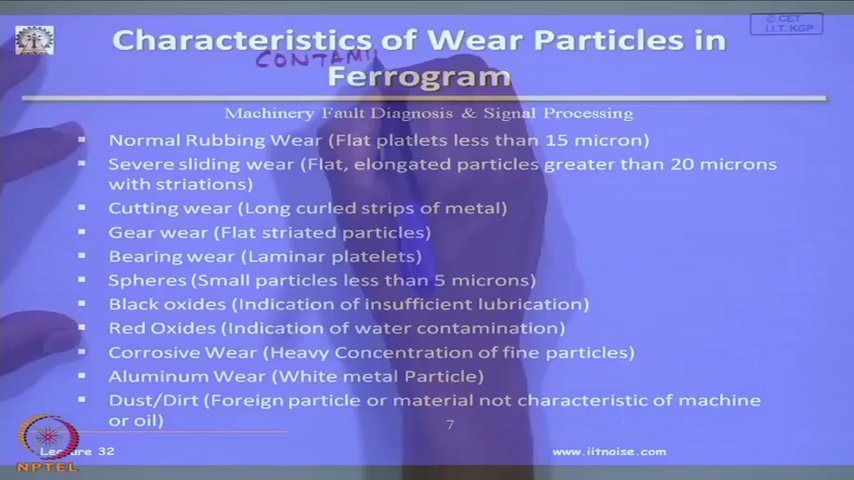 © CET
I.I.T. KGP
Characteristics of Wear Particles in
CONTAMI
Ferrogram
Machinery Fault Diagnosis & Signal Processing
▪ Normal Rubbing Wear (Flat platlets less than 15 micron)
▪ Severe sliding wear (Flat, elongated particles greater than 20 microns
with striations)
▪ Cutting wear (Long curled strips of metal)
▪ Gear wear (Flat striated particles)
▪ Bearing wear (Laminar platelets)
▪ Spheres (Small particles less than 5 microns)
▪ Black oxides (Indication of insufficient lubrication)
▪ Red Oxides (Indication of water contamination)
▪ Corrosive Wear (Heavy Concentration of fine particles)
▪ Aluminum Wear (White metal Particle)
▪ Dust/Dirt (Foreign particle or material not characteristic of machine
or oil)
7
Lecture 32
www.iitnoise.com
NPTEL